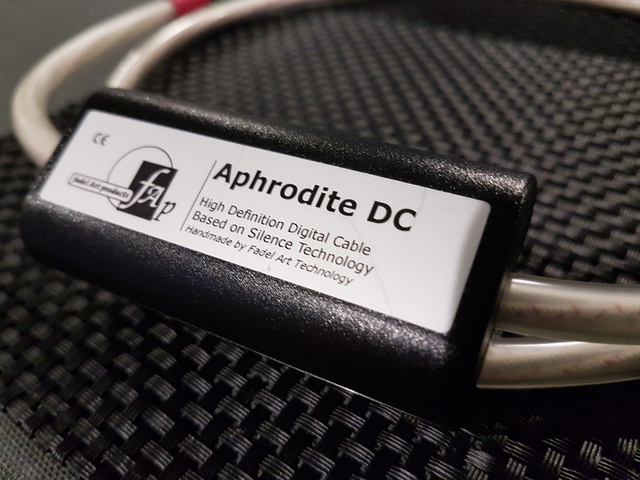 CE
fadel Art products
fAp
Aphrodite DC
High Definition Digital Cable
Based on Silence Technology
Handmade by Fadel Art Technology